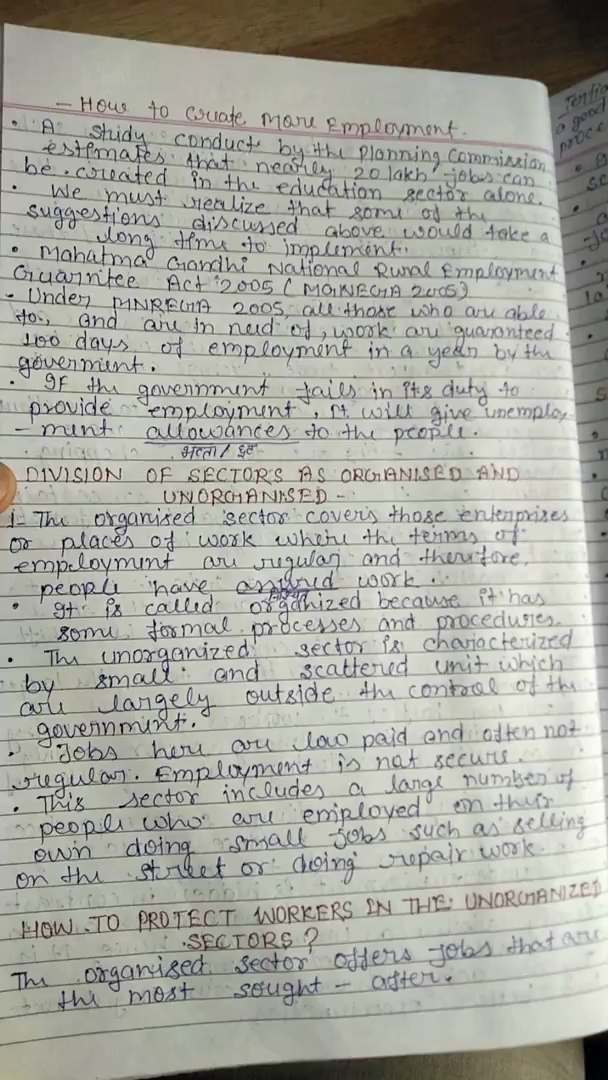 - How to create More Employment.
• A study conduct by the Planning Commission
estimates that nearly 20 lakh jobs can
be created in the education sector alone.
• We must realize that some of the
suggestions discussed above would take a
long time to implement.
• Mahatma Gandhi National Rural Employment
Guarntee Act 2005 (MGNEGA 2005)
• Under MNREGA 2005, all those who are able
to, and are in need of, work are guaranteed
100 days of employment in a year by the
goverment.
• If the government fails in its duty to
provide employment, it will give unemploy
- ment allowances to the people.
भत्ता /
DIVISION OF SECTORS AS ORGANISED AND
UNORGANISED -
1- The organised sector covers those enterprises
or places of work where the terms of
employment are regular and therefore,
people have assured work.
• It is called organized because it has
some formal processes and procedures.
• The unorganized sector is characterized
by small and scattered unit which
are largely outside the control of the
government.
• Jobs here are low paid and often not
regular. Employment is not secure.
• This sector includes a large number of
people who are employed on their
own doing small jobs such as selling
on the street or doing repair work.
HOW TO PROTECT WORKERS IN THE UNORGANIZED
SECTORS ?
The organised sector offers jobs that are
the most sought - after.
Tertia
a good
proce